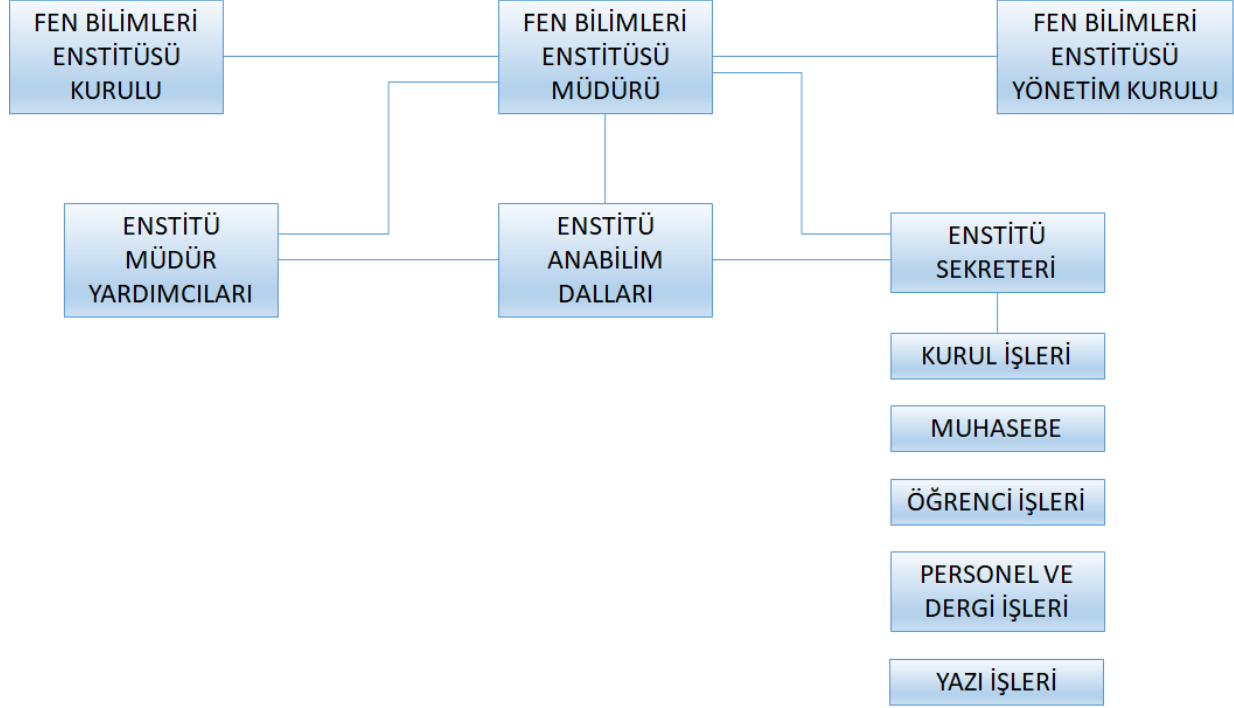 FEN BİLİMLERİ
ENSTİTÜSÜ
KURULU
FEN BİLİMLERİ
ENSTİTÜSÜ
MÜDÜRÜ
FEN BİLİMLERİ
ENSTİTÜSÜ
YÖNETİM KURULU
ENSTİTÜ
MÜDÜR
YARDIMCILARI
ENSTİTÜ
ANABİLİM
DALLARI
ENSTİTÜ
SEKRETERİ
KURUL İŞLERİ
MUHASEBE
ÖĞRENCİ İŞLERİ
PERSONEL VE
DERGİ İŞLERİ
YAZI İŞLERİ